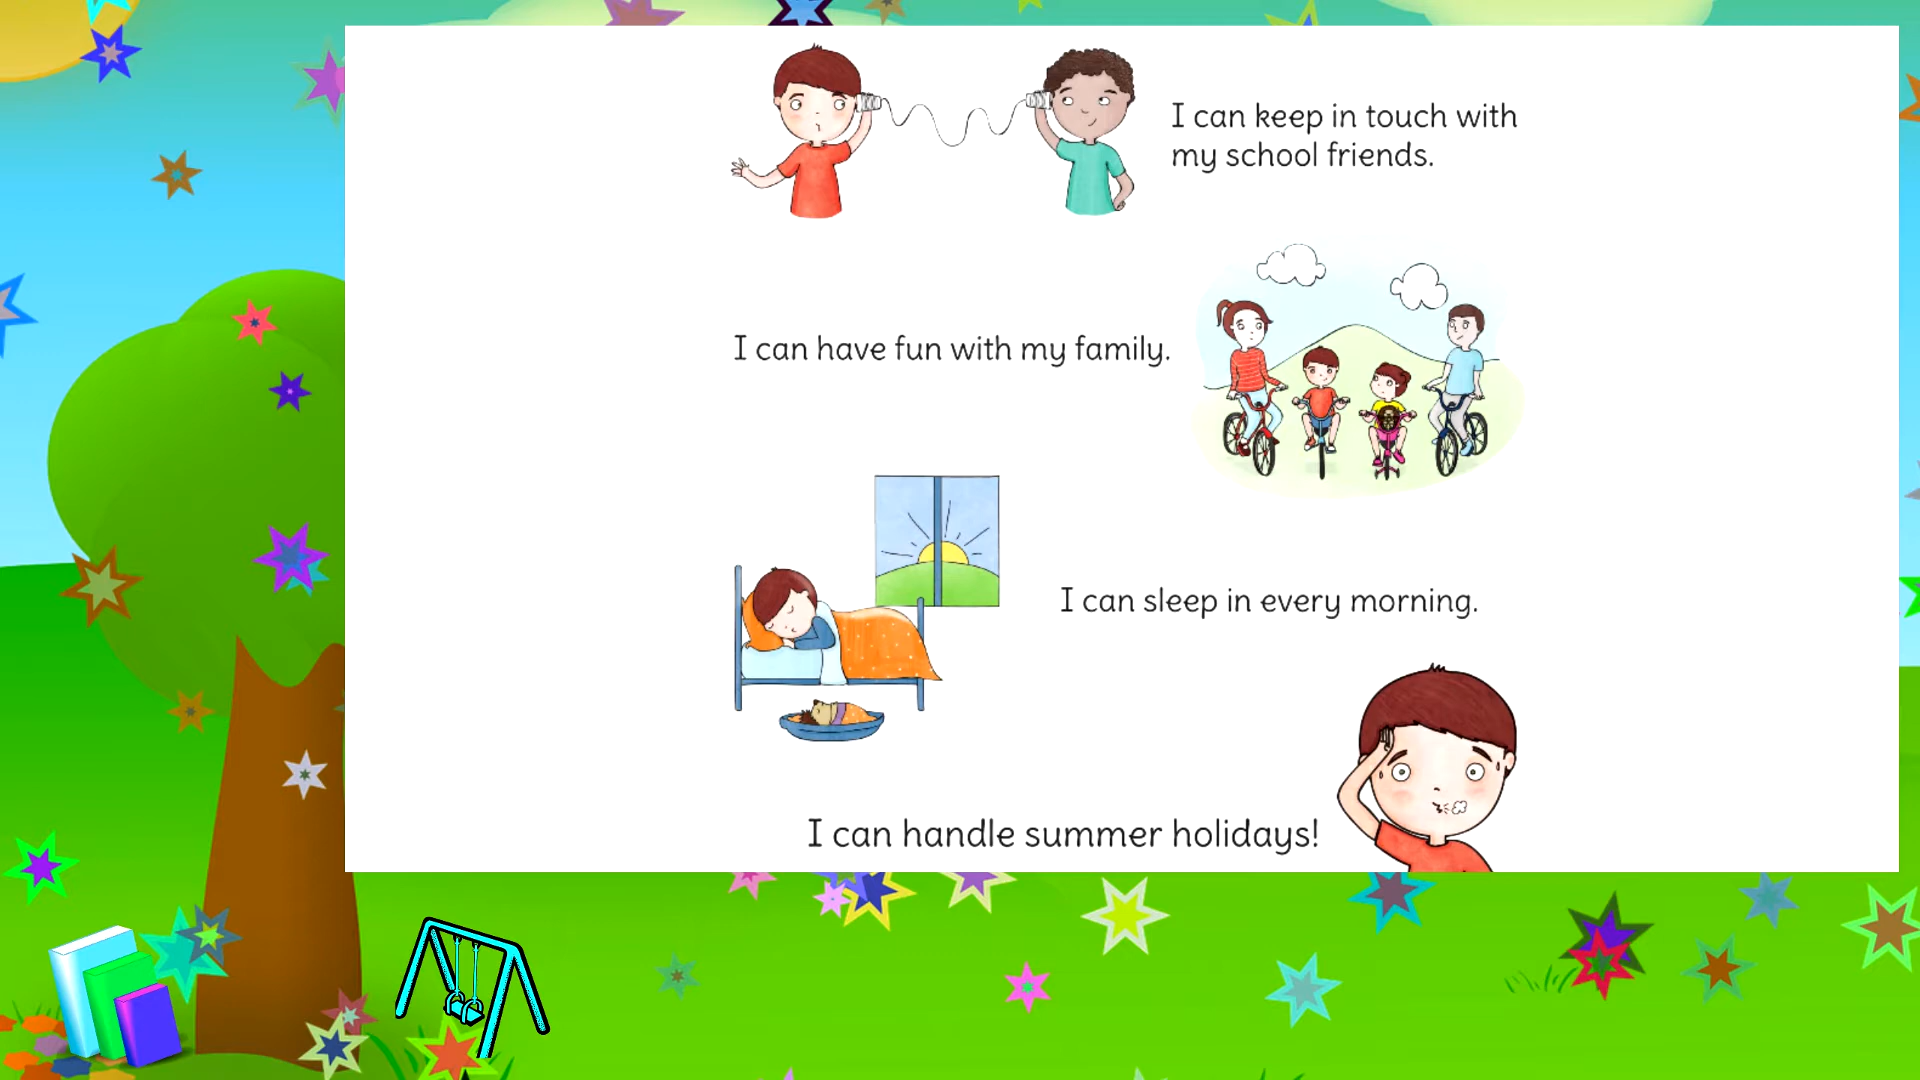 I can keep in touch with
my school friends.
I can have fun with my family.
I can sleep in every morning.
I can handle summer holidays!